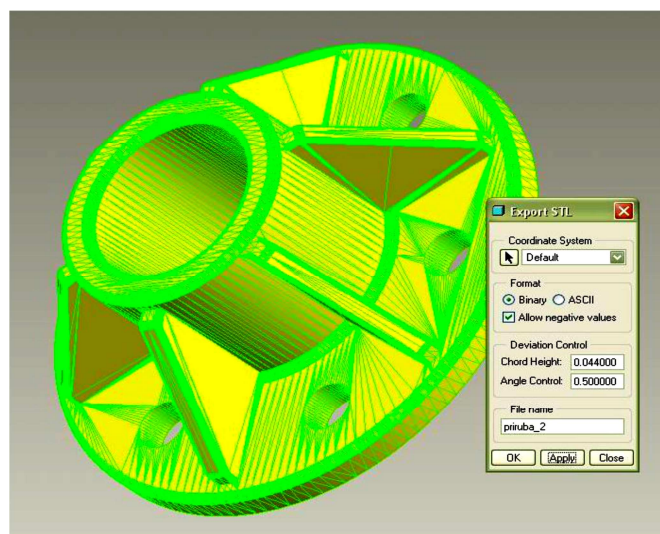 Export STL
Coordinate System
Default
Format
Binary ASCII
Allow negative values
Deviation Control
Chord Height: 0.044000
Angle Control: 0.500000
File name
priruba_2
OK Apply Close